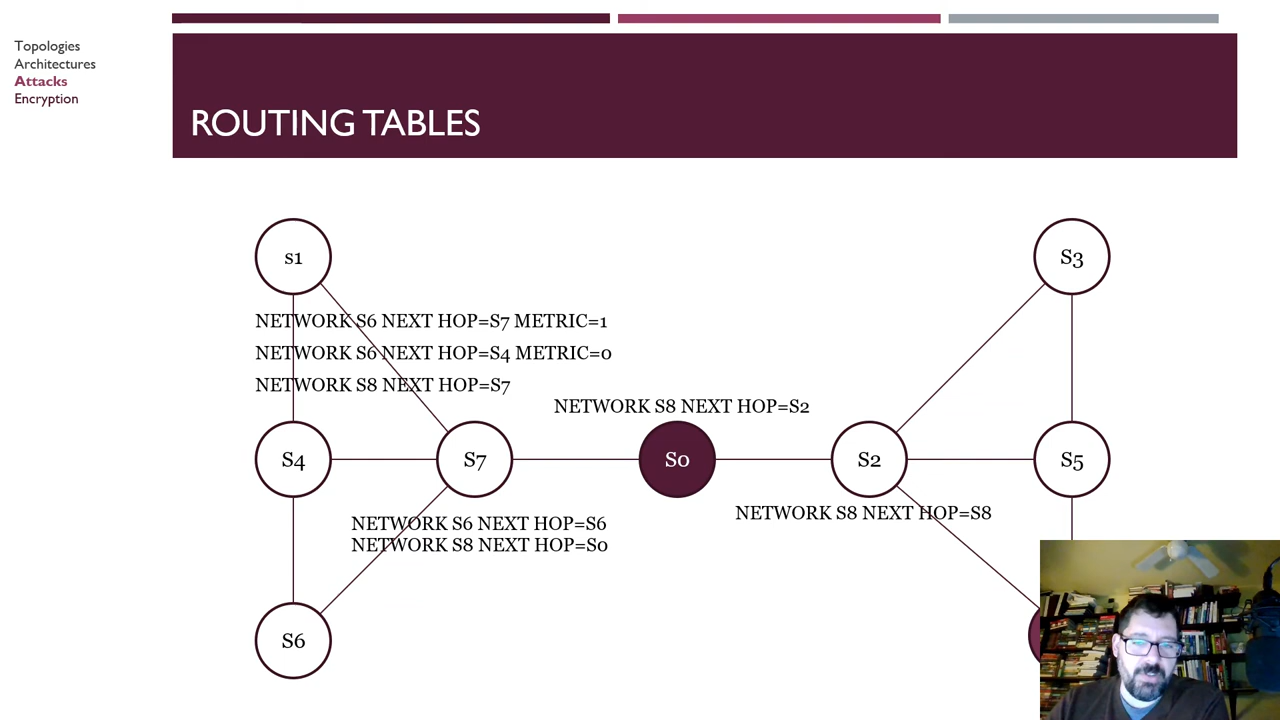 Topologies
Architectures
Attacks
Encryption
ROUTING TABLES
s1
S3
NETWORK S6 NEXT HOP=S7 METRIC=1
NETWORK S6 NEXT HOP=S4 METRIC=0
NETWORK S8 NEXT HOP=S7
NETWORK S8 NEXT HOP=S2
S4
S7
S0
S2
S5
NETWORK S8 NEXT HOP=S8
NETWORK S6 NEXT HOP=S6
NETWORK S8 NEXT HOP=S0
S6